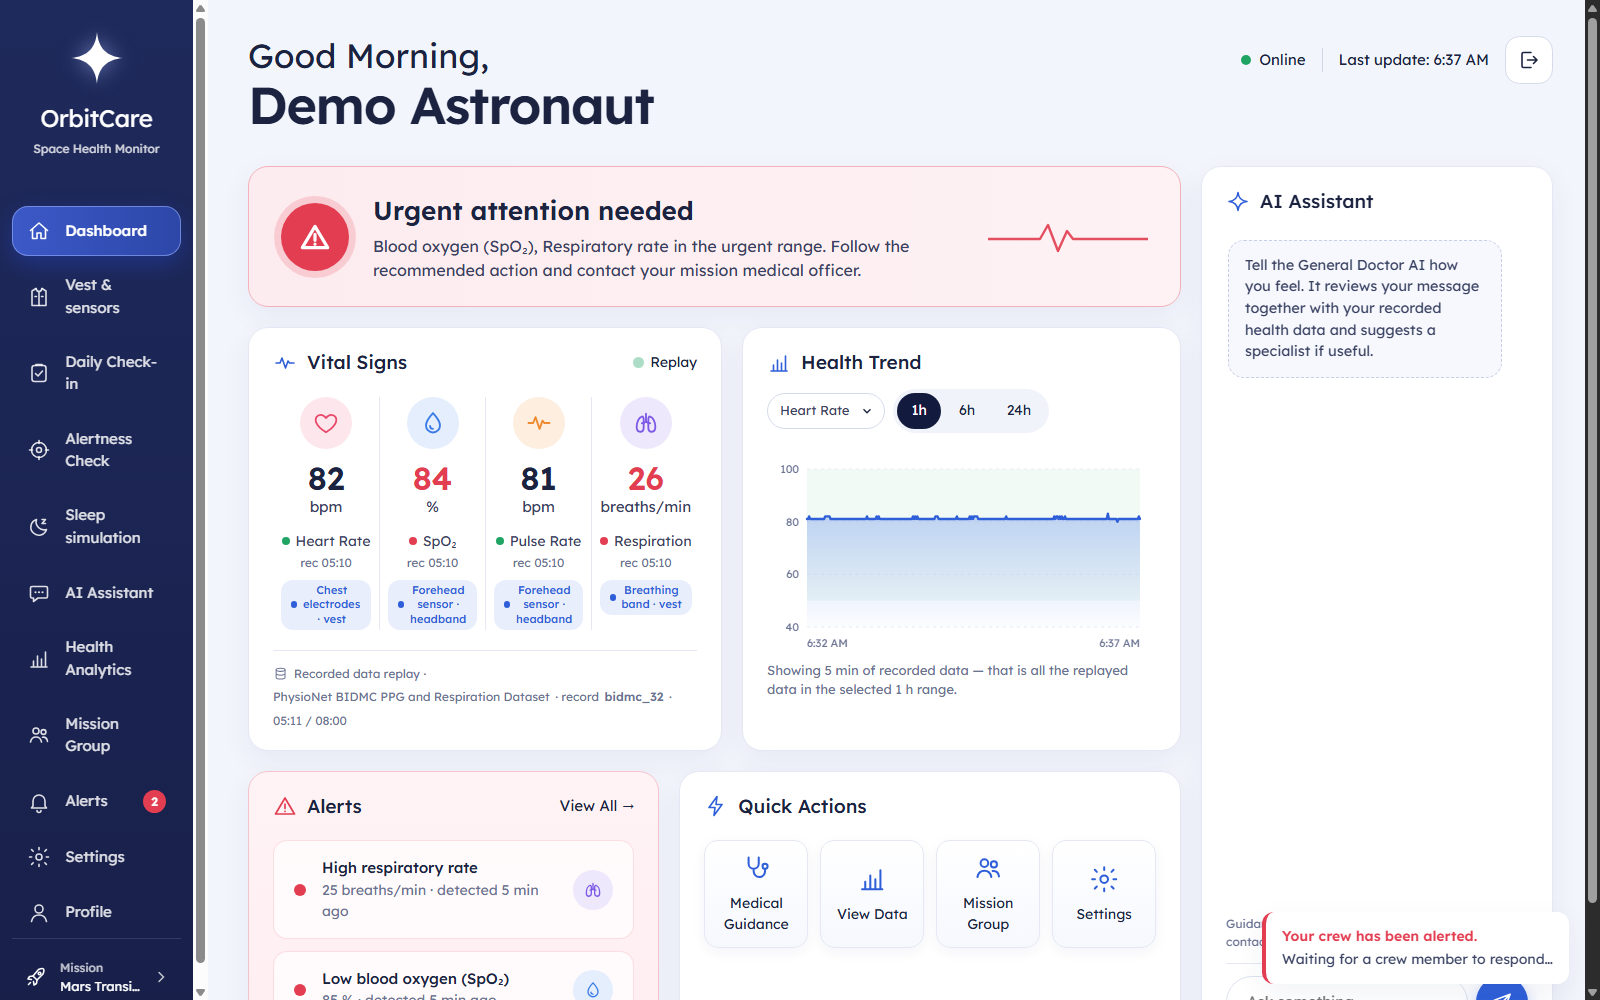 OrbitCare
Space Health Monitor
Dashboard
Vest &
sensors
Daily Check-
in
Alertness
Check
Sleep
simulation
AI Assistant
Health
Analytics
Mission
Group
Alerts
2
Settings
Profile
Mission
Mars Transi...
Good Morning,
Demo Astronaut
Online
Last update: 6:37 AM
Urgent attention needed
Blood oxygen (SpO₂), Respiratory rate in the urgent range. Follow the
recommended action and contact your mission medical officer.
Vital Signs
Replay
82
bpm
Heart Rate
rec 05:10
Chest
electrodes
· vest
84
%
SpO₂
rec 05:10
Forehead
sensor ·
headband
81
bpm
Pulse Rate
rec 05:10
Forehead
sensor ·
headband
26
breaths/min
Respiration
rec 05:10
Breathing
band · vest
Recorded data replay ·
PhysioNet BIDMC PPG and Respiration Dataset · record bidmc_32 ·
05:11 / 08:00
Health Trend
Heart Rate
1h
6h
24h
100
80
60
40
6:32 AM
6:37 AM
Showing 5 min of recorded data — that is all the replayed
data in the selected 1 h range.
Alerts
View All →
High respiratory rate
25 breaths/min · detected 5 min
ago
Low blood oxygen (SpO₂)
85 % · detected 5 min ago
Quick Actions
Medical
Guidance
View Data
Mission
Group
Settings
AI Assistant
Tell the General Doctor AI how
you feel. It reviews your message
together with your recorded
health data and suggests a
specialist if useful.
Your crew has been alerted.
Waiting for a crew member to respond...
Ask something